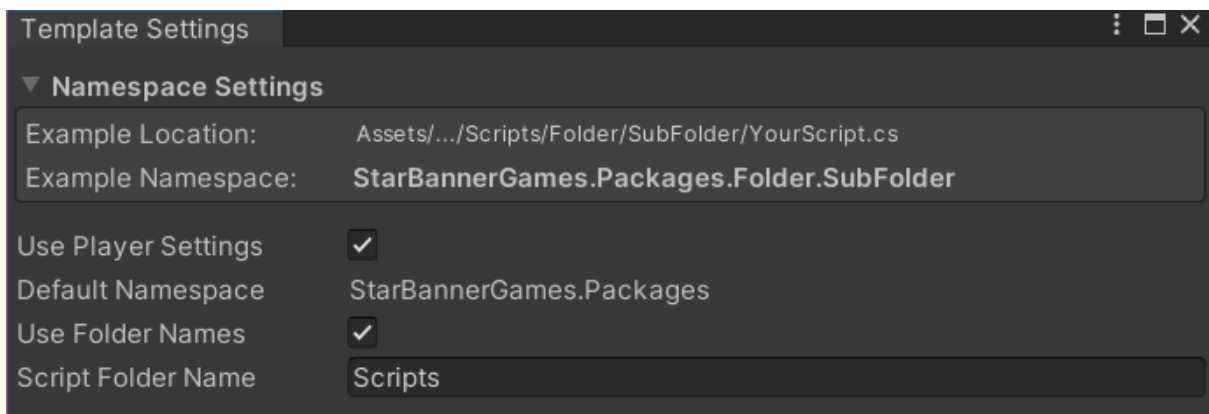 Template Settings
Namespace Settings
Example Location: Assets/.../Scripts/Folder/SubFolder/YourScript.cs
Example Namespace: StarBannerGames.Packages.Folder.SubFolder
Use Player Settings
Default Namespace StarBannerGames.Packages
Use Folder Names
Script Folder Name Scripts